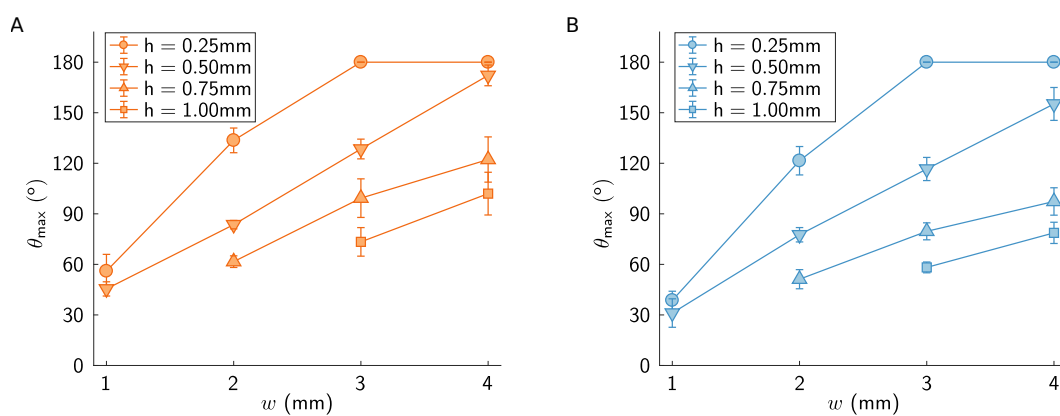 A
h = 0.25mm
h = 0.50mm
h = 0.75mm
h = 1.00mm
180
150
120
90
60
30
0
θmax (°)
1 2 3 4
w (mm)
B
h = 0.25mm
h = 0.50mm
h = 0.75mm
h = 1.00mm
180
150
120
90
60
30
0
θmax (°)
1 2 3 4
w (mm)